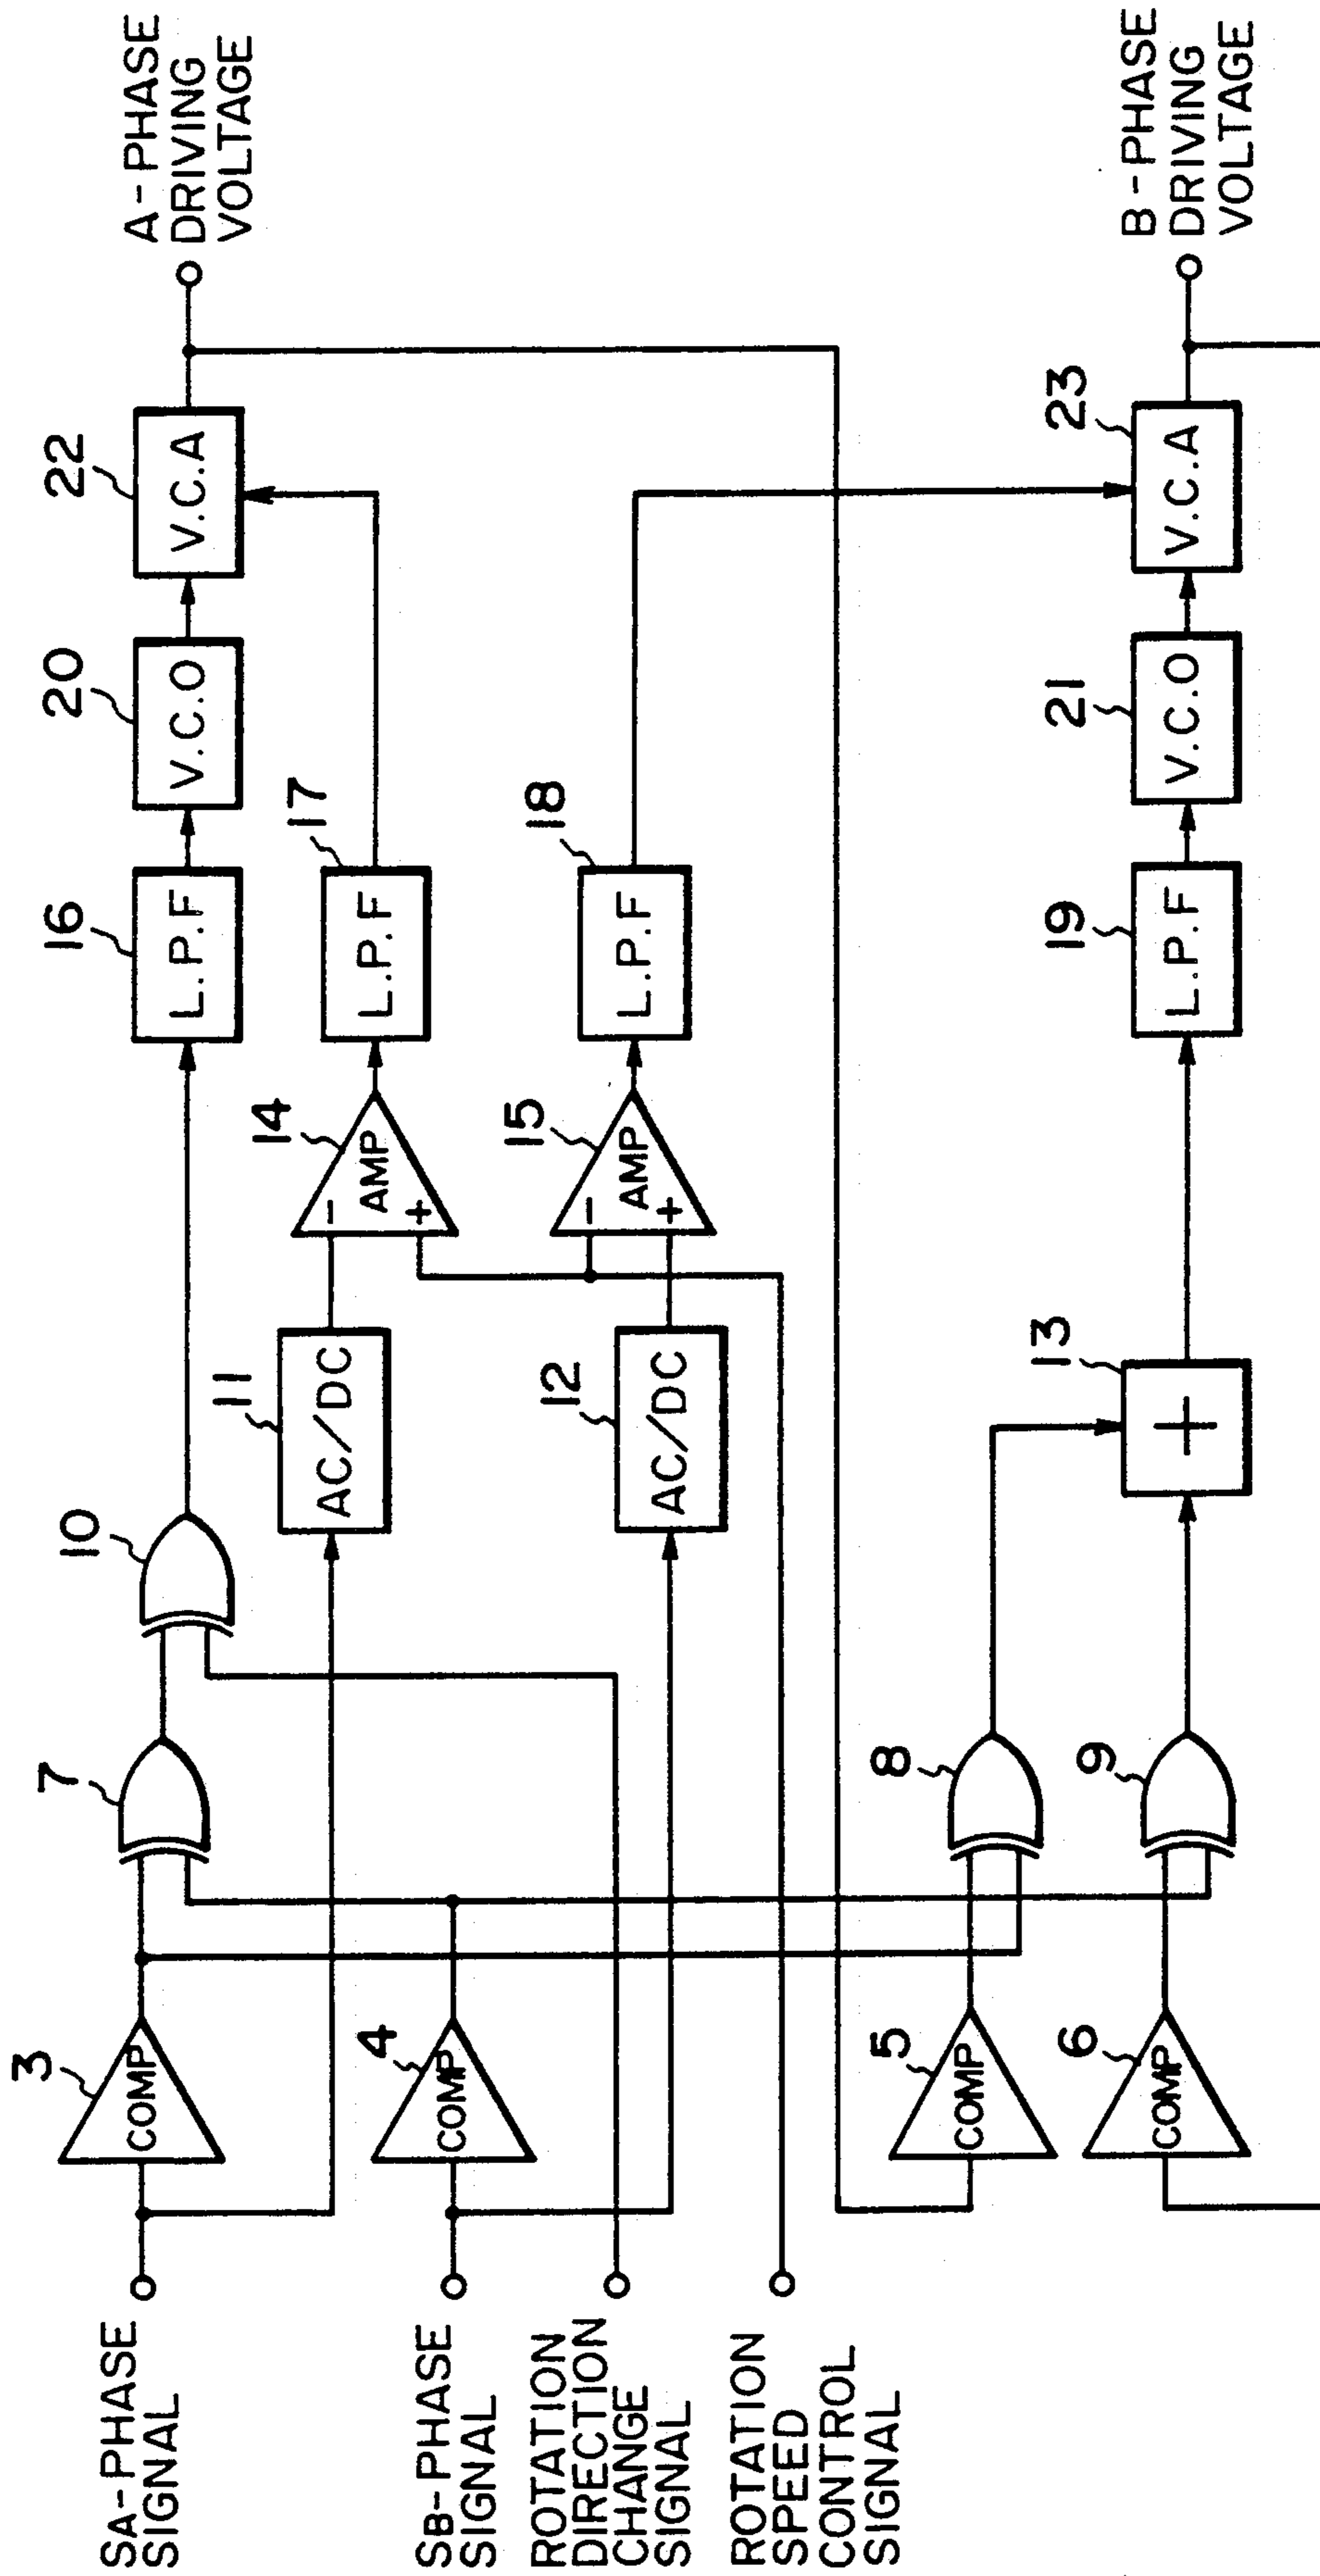 SA-PHASE
SIGNAL
SB-PHASE
SIGNAL
ROTATION
DIRECTION
CHANGE
SIGNAL
ROTATION
SPEED
CONTROL
SIGNAL
3
COMP
4
COMP
5
COMP
6
COMP
7
8
9
10
11
AC/DC
12
AC/DC
13
+
14
AMP
-
+
15
AMP
-
+
16
L.P.F
17
L.P.F
18
L.P.F
19
L.P.F
20
V.C.O
21
V.C.O
22
V.C.A
23
V.C.A
A-PHASE
DRIVING
VOLTAGE
B-PHASE
DRIVING
VOLTAGE